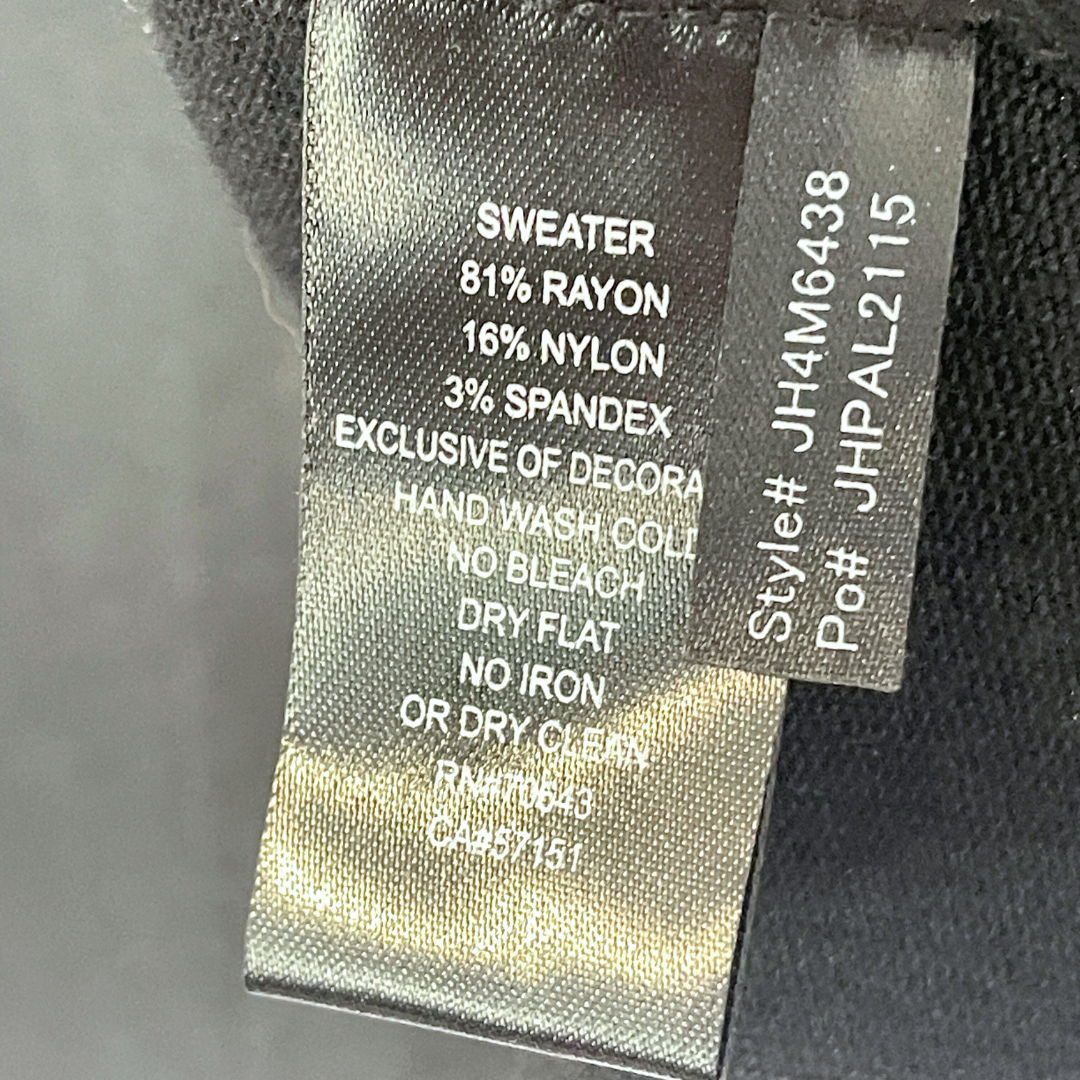 SWEATER
81% RAYON
16% NYLON
3% SPANDEX
EXCLUSIVE OF DECORA
HAND WASH COLD
NO BLEACH
DRY FLAT
NO IRON
OR DRY CLEAN
RN#70643
CA#57151
Style# JH4M6438
Po# JHPAL2115